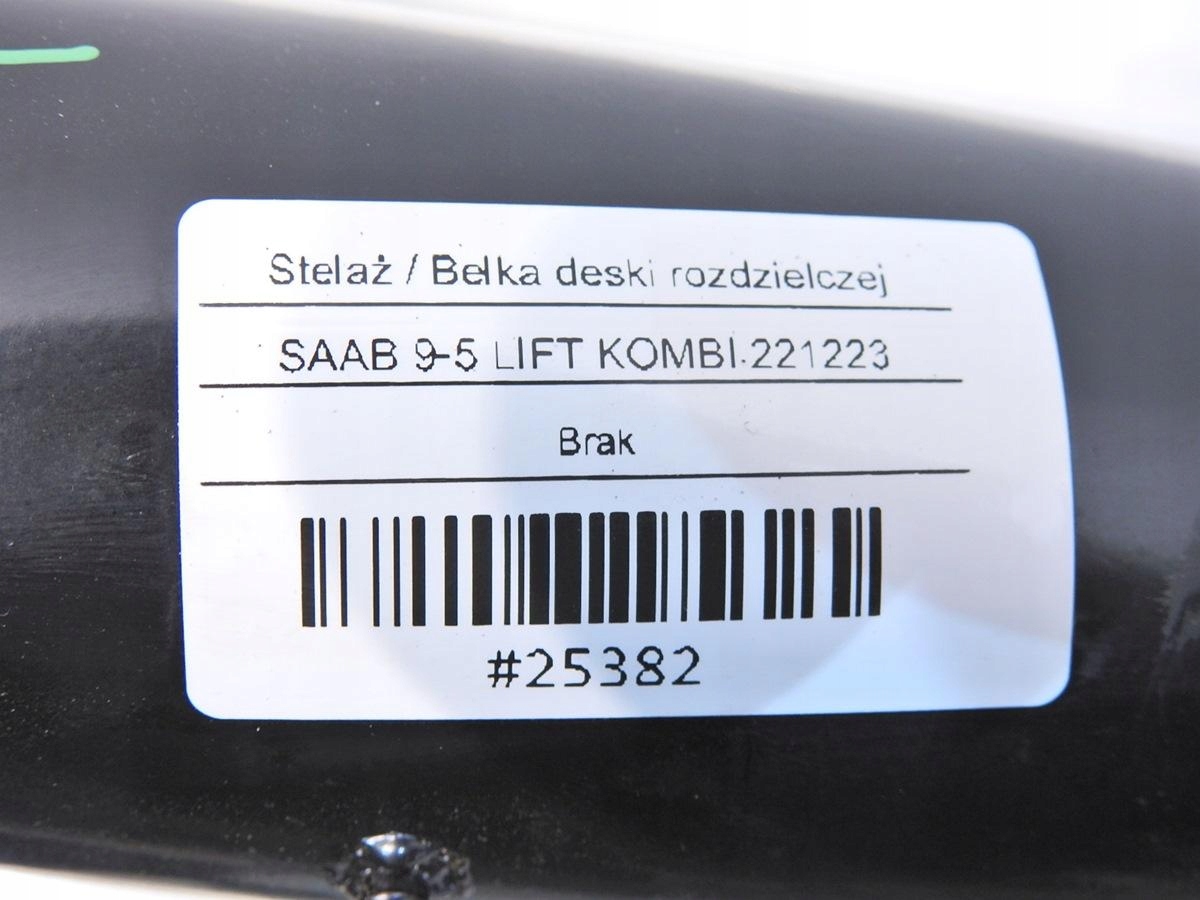 Stelaż / Belka deski rozdzielczej
SAAB 9-5 LIFT KOMBI.221223
Brak
#25382